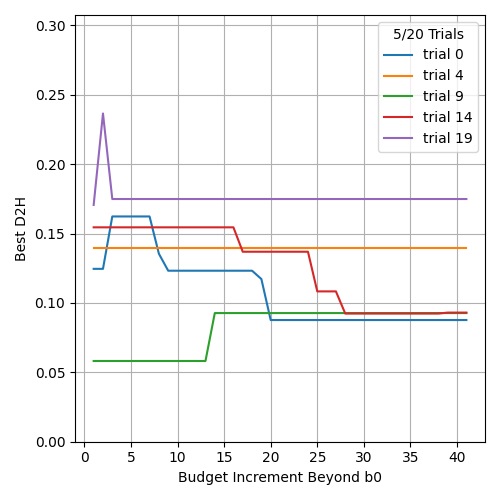 5/20 Trials
trial 0
trial 4
trial 9
trial 14
trial 19
0.30
0.25
0.20
0.15
0.10
0.05
0.00
Best D2H
0 5 10 15 20 25 30 35 40
Budget Increment Beyond b0